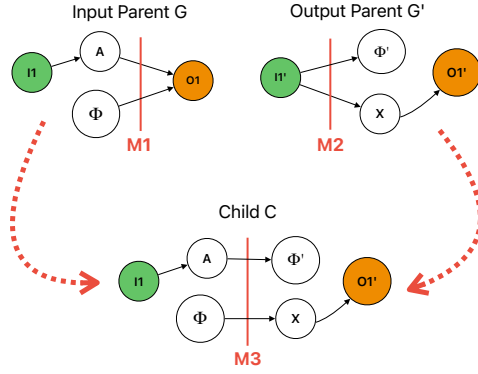 Input Parent G
Output Parent G'
I1
A
O1
Φ
M1
I1'
Φ'
X
O1'
M2
Child C
I1
A
Φ'
Φ
X
O1'
M3